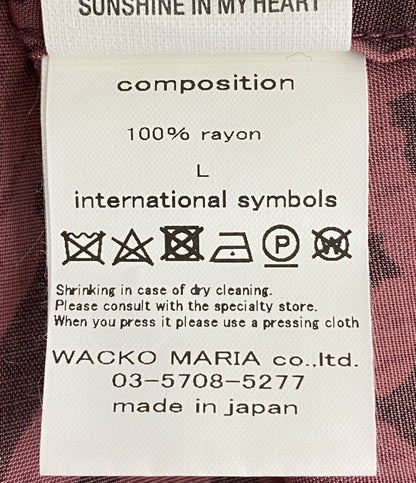 SUNSHINE IN MY HEART
composition
100% rayon
L
international symbols
P W
Shrinking in case of dry cleaning.
Please consult with the specialty store.
When you press it please use a pressing cloth
WACKO MARIA co.,ltd.
03-5708-5277
made in japan